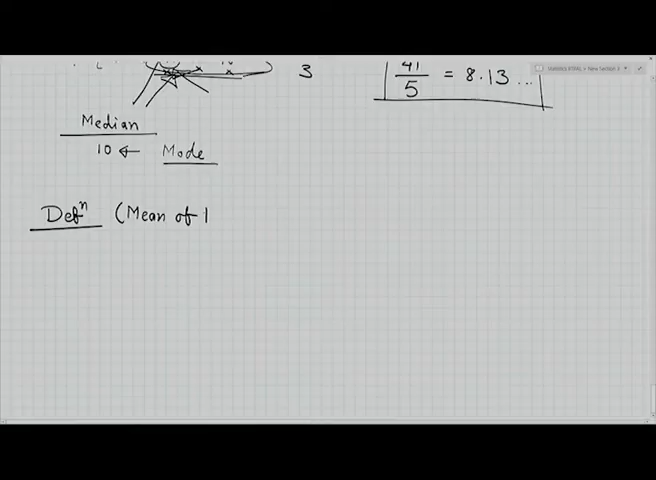 3
41
5
= 8.13 ...
Median
10 ← Mode
Defⁿ (Mean of 1